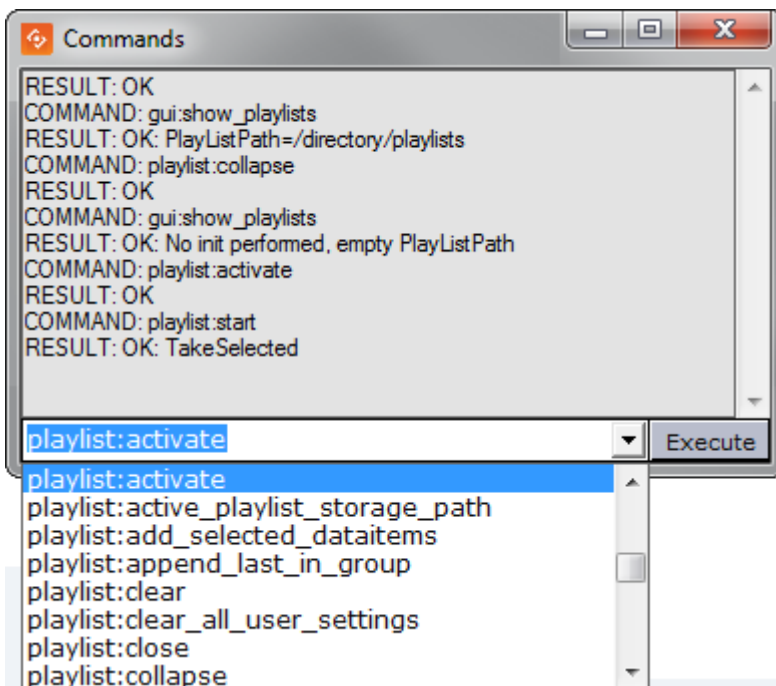 Commands
RESULT: OK
COMMAND: gui:show_playlists
RESULT: OK: PlayListPath=/directory/playlists
COMMAND: playlist:collapse
RESULT: OK
COMMAND: gui:show_playlists
RESULT: OK: No init performed, empty PlayListPath
COMMAND: playlist:activate
RESULT: OK
COMMAND: playlist:start
RESULT: OK: TakeSelected
playlist:activate Execute
playlist:activate
playlist:active_playlist_storage_path
playlist:add_selected_dataitems
playlist:append_last_in_group
playlist:clear
playlist:clear_all_user_settings
playlist:close
playlist:collapse